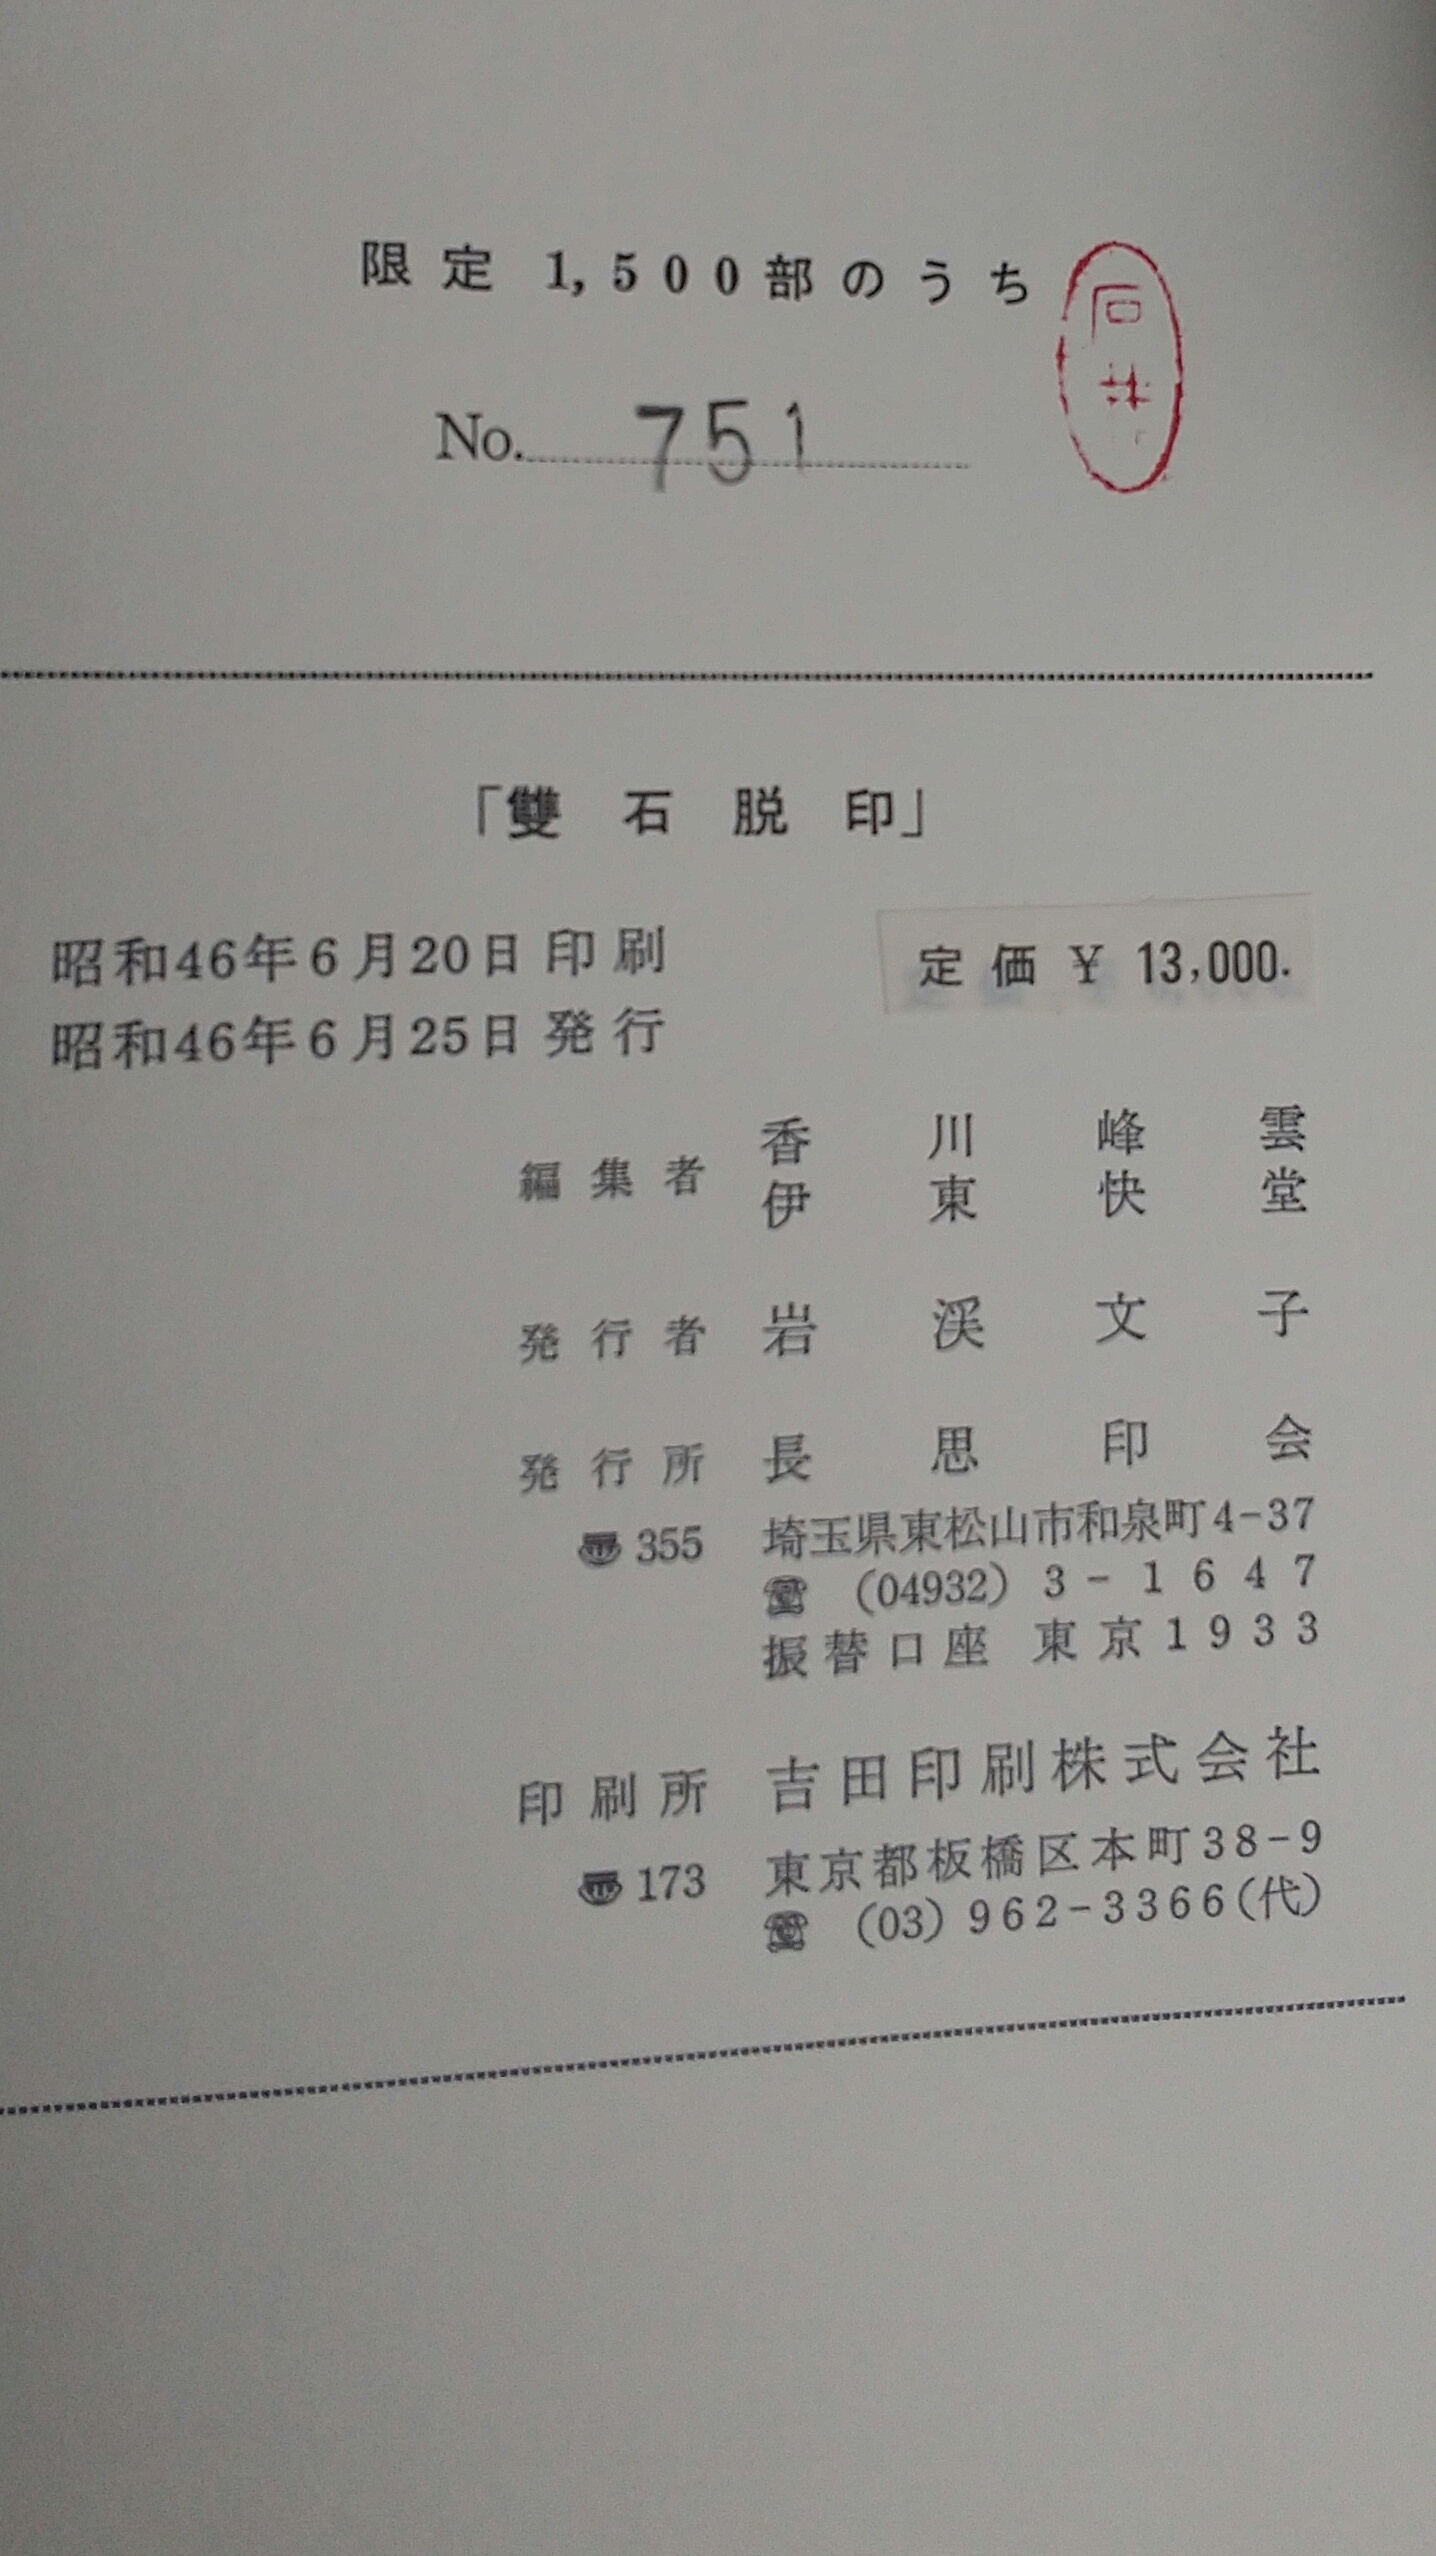 限定 1,500部のうち
No. 751
「雙石脱印」
昭和46年6月20日 印刷
定価 ¥ 13,000.
昭和46年6月25日 発行
編集者 香川峰雲
伊東快堂
発行者 岩渓文子
発行所 長思印会
355 埼玉県東松山市和泉町4-37
☎ (04932) 3-1647
振替口座 東京1933
印刷所 吉田印刷株式会社
173 東京都板橋区本町38-9
☎ (03) 962-3366(代)